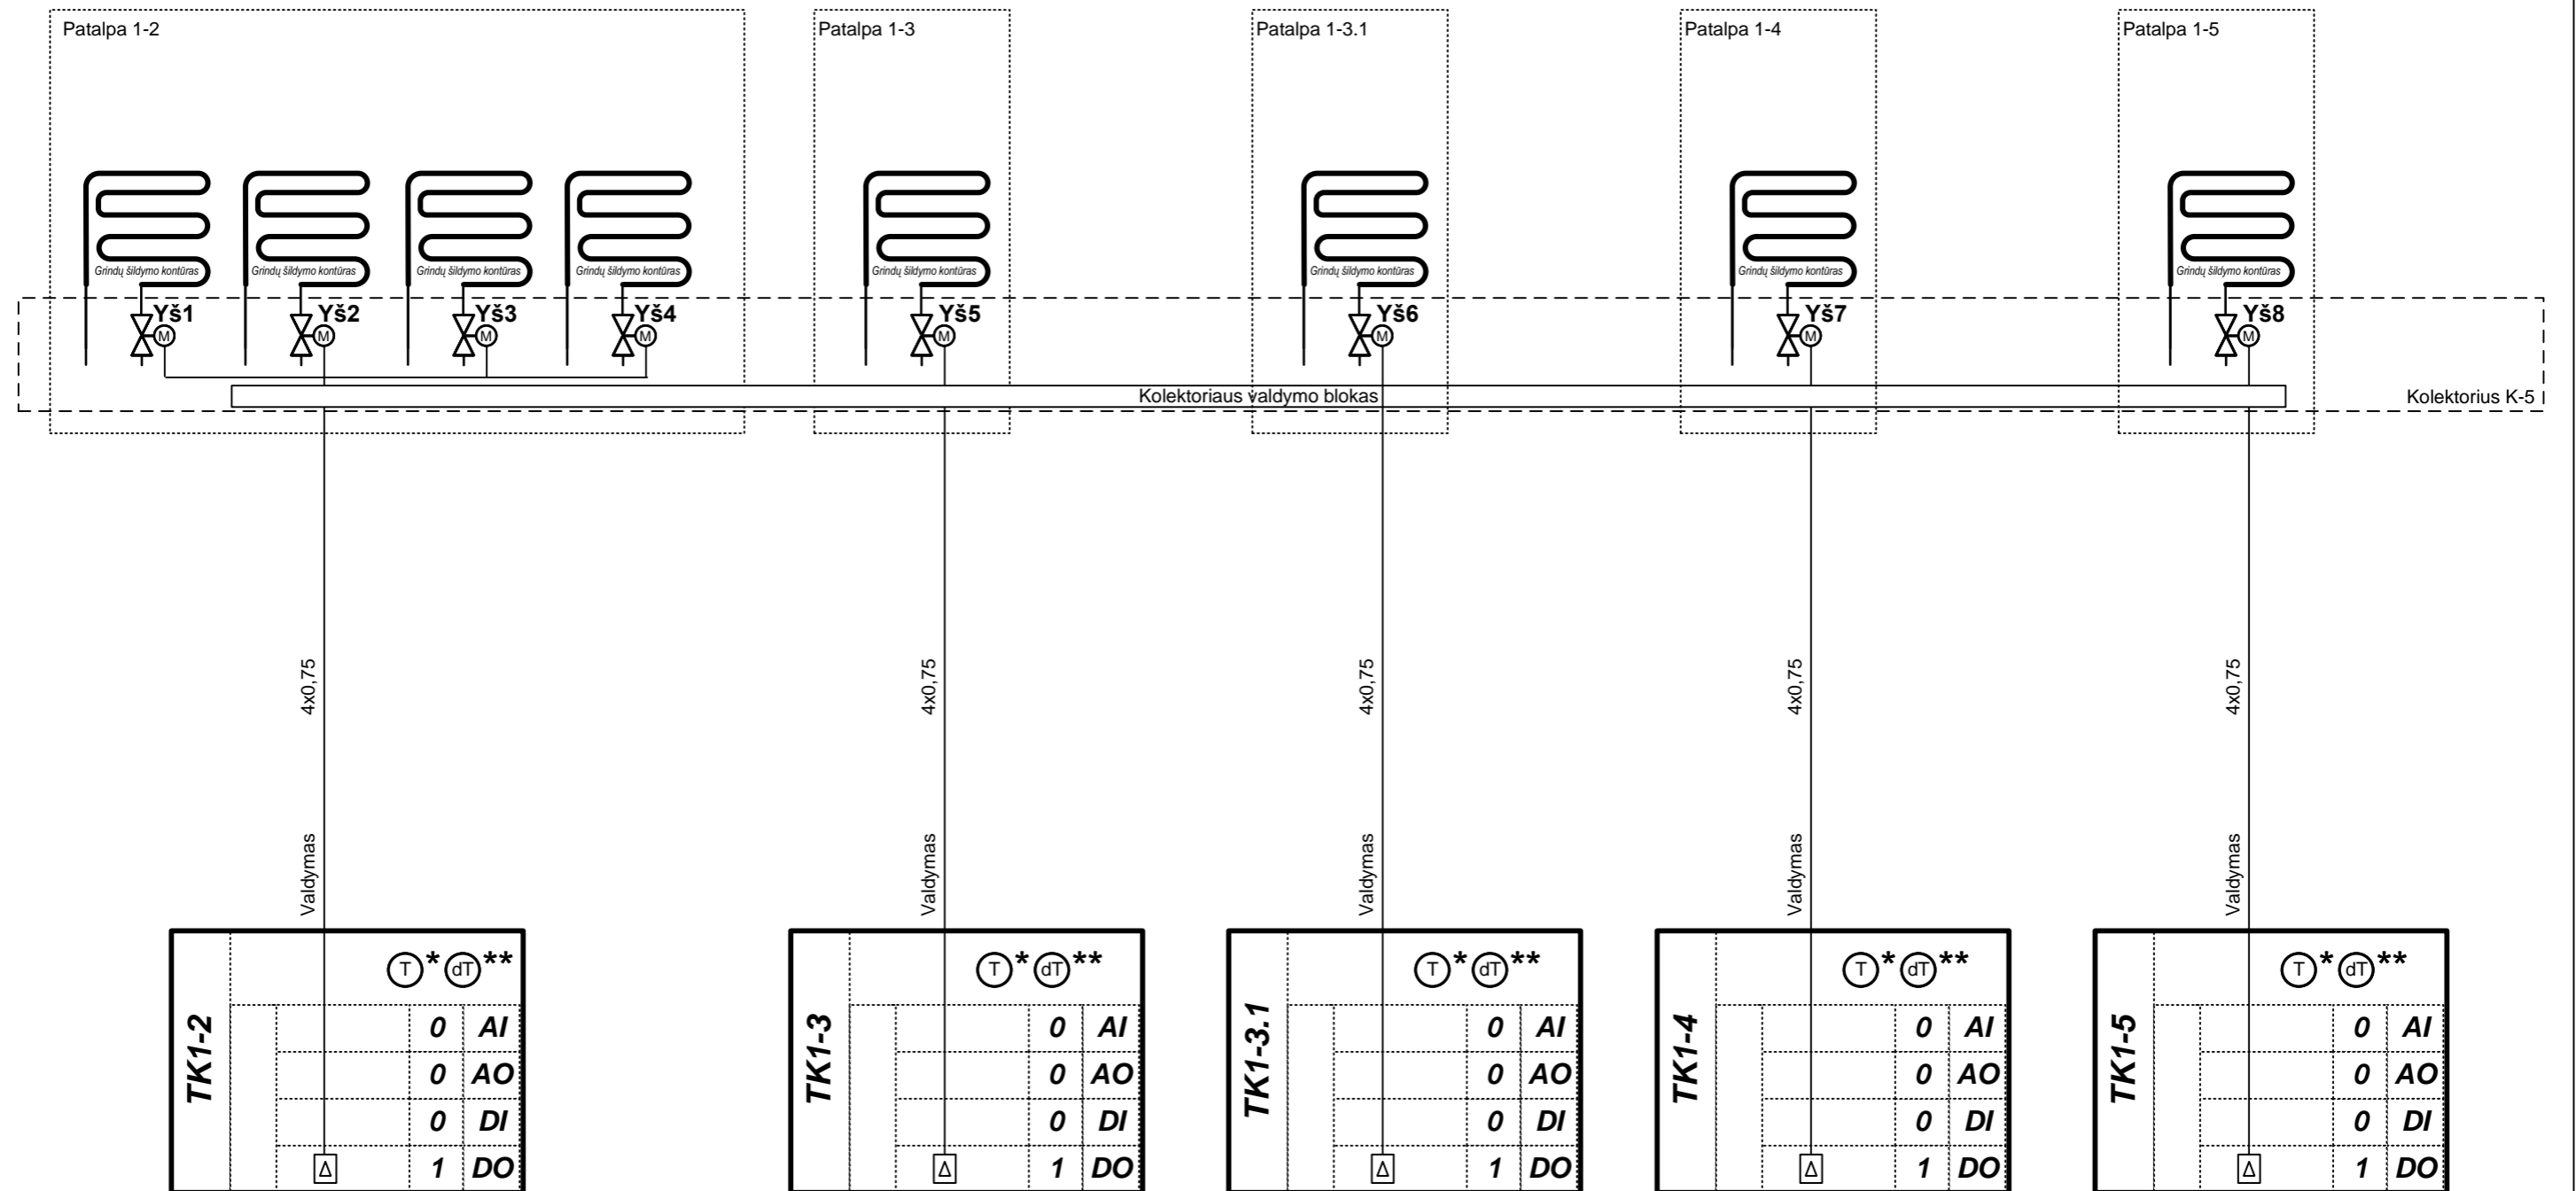 Patalpa 1-2
Patalpa 1-3
Patalpa 1-3.1
Patalpa 1-4
Patalpa 1-5
Grindų šildymo kontūras
Grindų šildymo kontūras
Grindų šildymo kontūras
Grindų šildymo kontūras
Grindų šildymo kontūras
Grindų šildymo kontūras
Grindų šildymo kontūras
Grindų šildymo kontūras
Yš1
M
Yš2
M
Yš3
M
Yš4
M
Yš5
M
Yš6
M
Yš7
M
Yš8
M
Kolektoriaus valdymo blokas
Kolektorius K-5
4x0,75
4x0,75
4x0,75
4x0,75
4x0,75
Valdymas
Valdymas
Valdymas
Valdymas
Valdymas
TK1-2
T* dT**
0 AI
0 AO
0 DI
Δ 1 DO
TK1-3
T* dT**
0 AI
0 AO
0 DI
Δ 1 DO
TK1-3.1
T* dT**
0 AI
0 AO
0 DI
Δ 1 DO
TK1-4
T* dT**
0 AI
0 AO
0 DI
Δ 1 DO
TK1-5
T* dT**
0 AI
0 AO
0 DI
Δ 1 DO